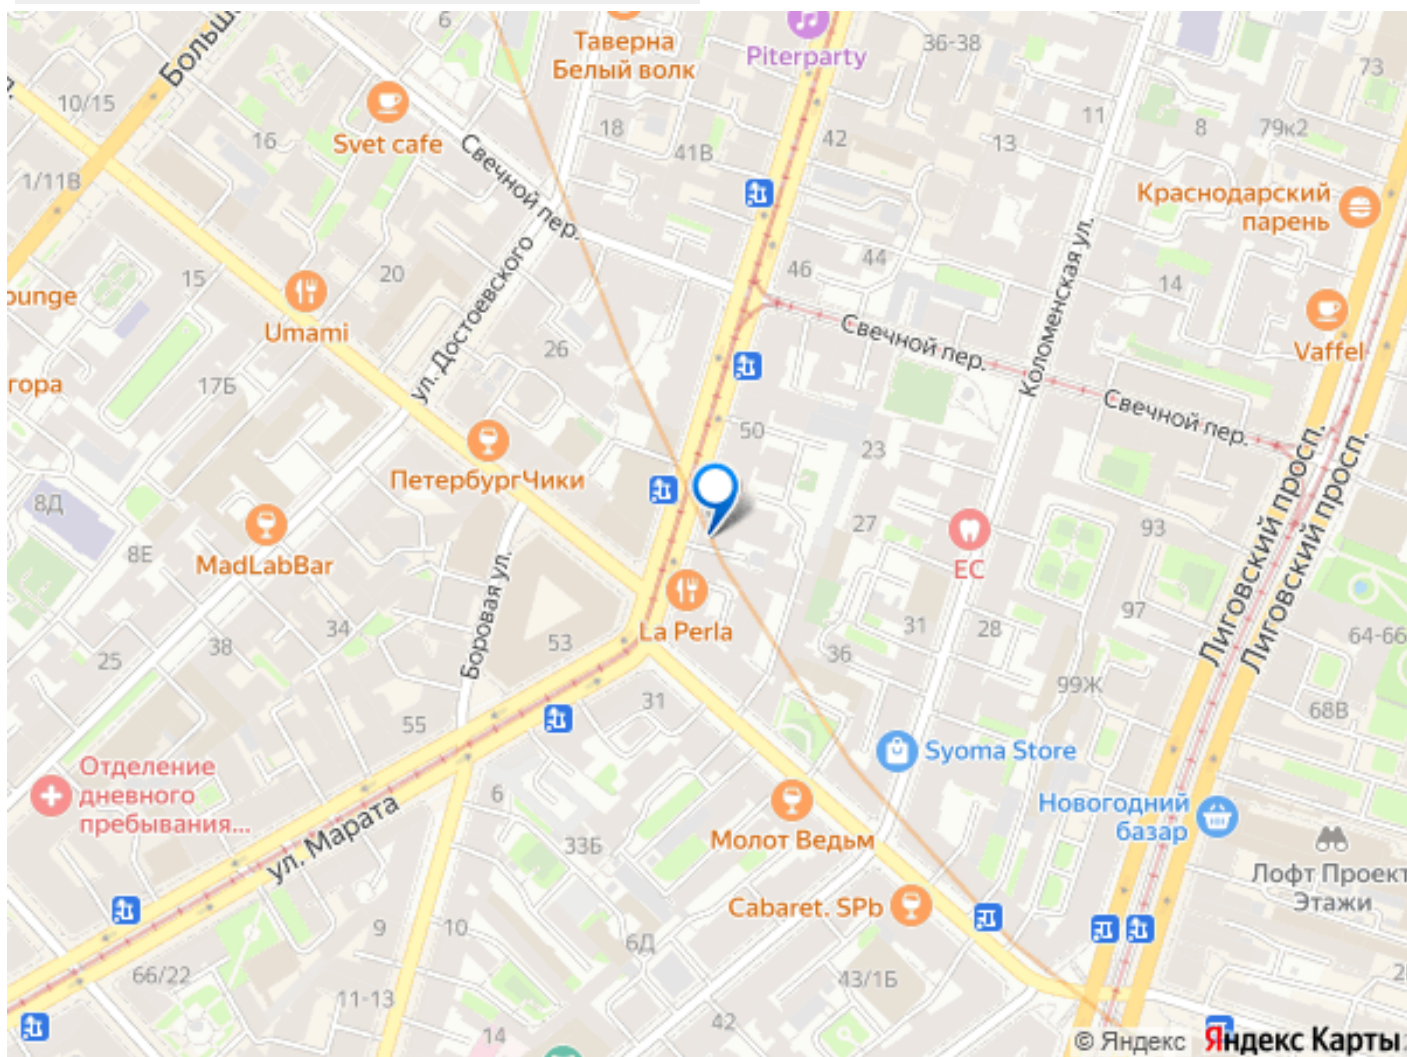 6
Большо
Таверна
Белый волк
Piterparty
36-38
73
10/15
16
Svet cafe
18
41В
42
13
11
8
79к2
1/11В
Свечной пер.
Краснодарский
парень
15
20
ул. Достоевского
46
44
Коломенская ул.
14
ounge
Umami
26
Свечной пер.
Vaffel
гора
17Б
Свечной пер.
50
23
Лиговский просп.
Лиговский просп.
ПетербургЧики
8Д
8Е
MadLabBar
Боровая ул.
27
ЕС
93
97
La Perla
53
34
38
25
31
28
36
64-66
99Ж
68В
31
55
Syoma Store
Отделение
дневного
пребывания...
ул. Марата
6
33Б
Молот Ведьм
Новогодний
базар
Лофт Проект
Этажи
Cabaret. SPb
9
10
6Д
66/22
11-13
43/1Б
42
14
2
© Яндекс
Яндекс Карты